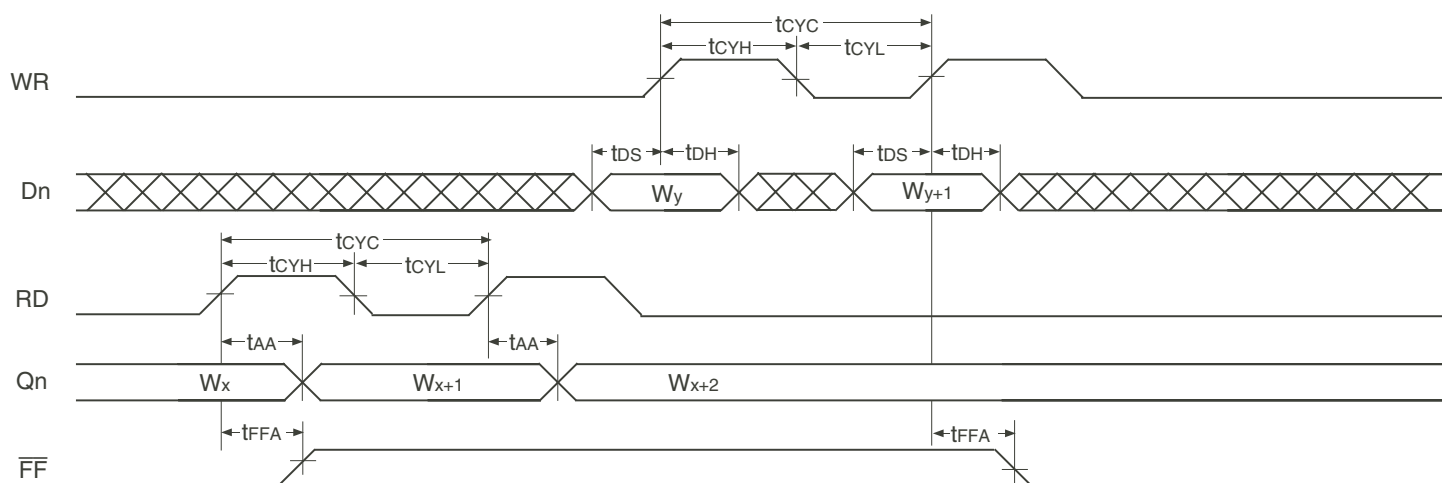 tCYC
tCYH tCYL
WR
tDS tDH tDS tDH
Dn Wy Wy+1
tCYC
tCYH tCYL
RD
tAA tAA
Qn Wx Wx+1 Wx+2
tFFA tFFA
F̅F̅